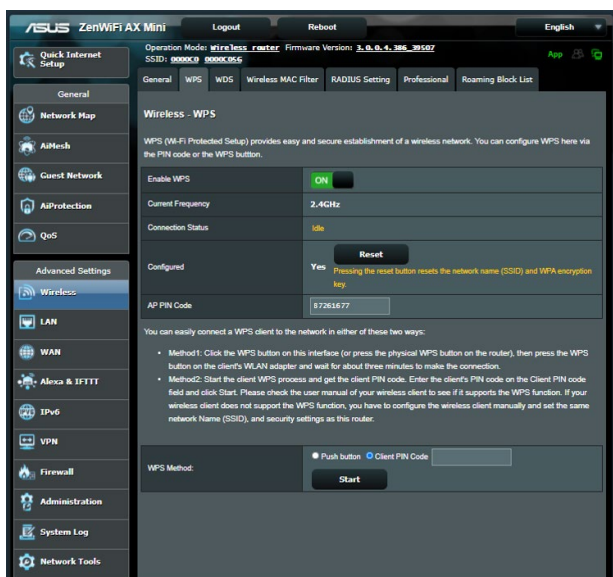 ASUS ZenWiFi AX Mini Logout Reboot English
Operation Mode: Wireless router Firmware Version: 3.0.0.4.386_39507
SSID: 0000C0 0000C05G
App
Quick Internet
Setup
General
Network Map
AiMesh
Guest Network
AiProtection
QoS
Advanced Settings
Wireless
LAN
WAN
Alexa & IFTTT
IPv6
VPN
Firewall
Administration
System Log
Network Tools
General WPS WDS Wireless MAC Filter RADIUS Setting Professional Roaming Block List
Wireless - WPS
WPS (Wi-Fi Protected Setup) provides easy and secure establishment of a wireless network. You can configure WPS here via
the PIN code or the WPS buttton.
Enable WPS ON
Current Frequency 2.4GHz
Connection Status Idle
Configured Yes Reset
Pressing the reset button resets the network name (SSID) and WPA encryption
key.
AP PIN Code 87261677
You can easily connect a WPS client to the network in either of these two ways:
• Method1: Click the WPS button on this interface (or press the physical WPS button on the router), then press the WPS
button on the client's WLAN adapter and wait for about three minutes to make the connection.
• Method2: Start the client WPS process and get the client PIN code. Enter the client's PIN code on the Client PIN code
field and click Start. Please check the user manual of your wireless client to see if it supports the WPS function. If your
wireless client does not support the WPS function, you have to configure the wireless client manually and set the same
network Name (SSID), and security settings as this router.
WPS Method: Push button Client PIN Code
Start